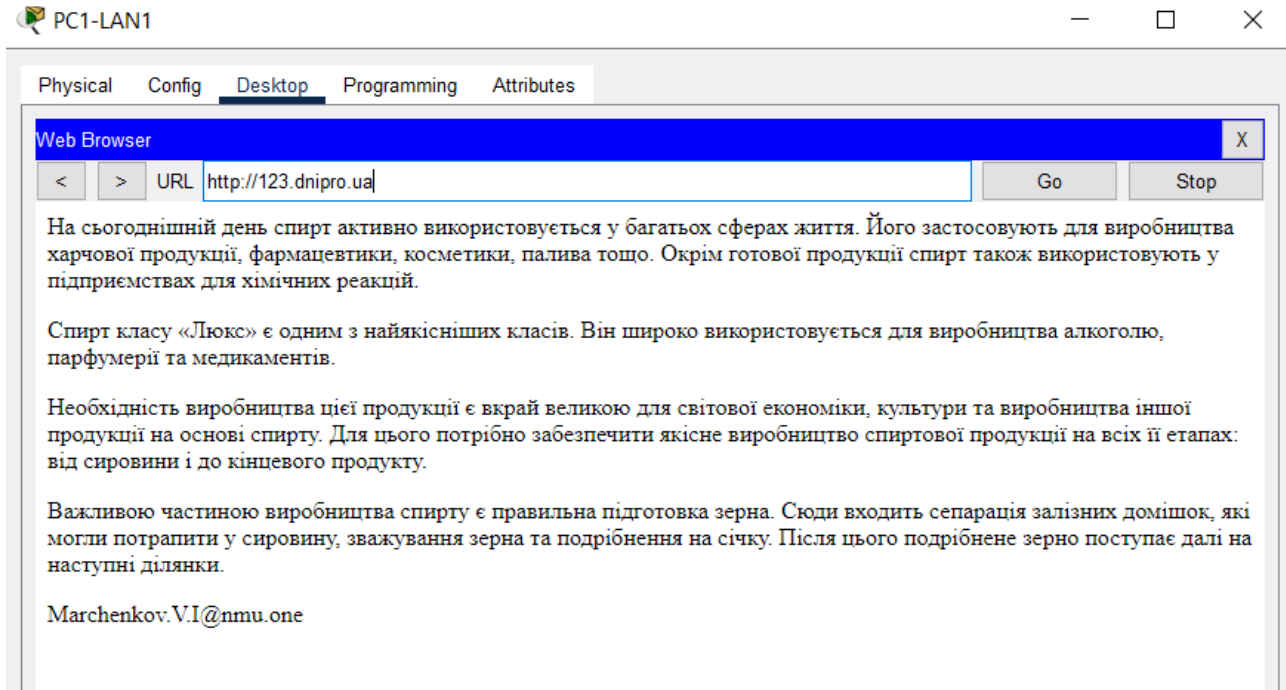 PC1-LAN1
Physical Config Desktop Programming Attributes
Web Browser X
< > URL http://123.dnipro.ua Go Stop
На сьогоднішній день спирт активно використовується у багатьох сферах життя. Його застосовують для виробництва
харчової продукції, фармацевтики, косметики, палива тощо. Окрім готової продукції спирт також використовують у
підприємствах для хімічних реакцій.
Спирт класу «Люкс» є одним з найякісніших класів. Він широко використовується для виробництва алкоголю,
парфумерії та медикаментів.
Необхідність виробництва цієї продукції є вкрай великою для світової економіки, культури та виробництва іншої
продукції на основі спирту. Для цього потрібно забезпечити якісне виробництво спиртової продукції на всіх її етапах:
від сировини і до кінцевого продукту.
Важливою частиною виробництва спирту є правильна підготовка зерна. Сюди входить сепарація залізних домішок, які
могли потрапити у сировину, зважування зерна та подрібнення на січку. Після цього подрібнене зерно поступає далі на
наступні ділянки.
Marchenkov.V.I@nmu.one